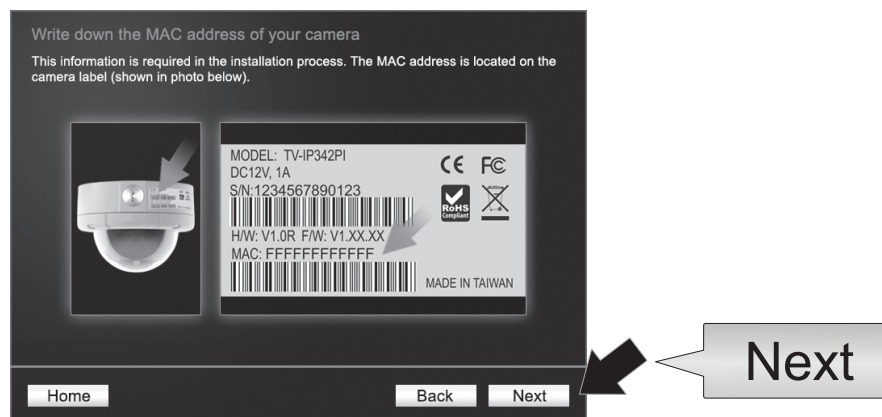 Write down the MAC address of your camera
This information is required in the installation process. The MAC address is located on the
camera label (shown in photo below).
MODEL: TV-IP342PI
DC12V, 1A
S/N:1234567890123
H/W: V1.0R F/W: V1.XX.XX
MAC: FFFFFFFFFFFF
CE FC
RoHS
Compliant
MADE IN TAIWAN
Home
Back
Next
Next